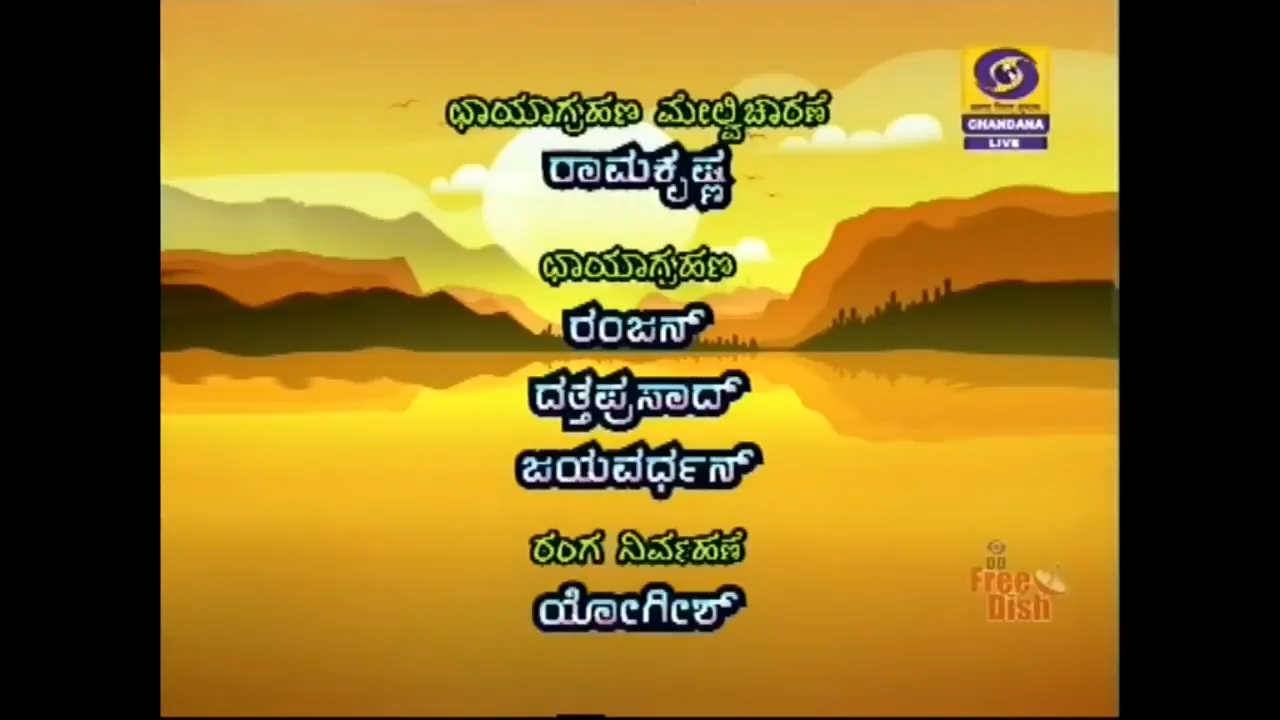 ಛಾಯಾಗ್ರಹಣ ಮೇಲ್ವಿಚಾರಣೆ
ರಾಮಕೃಷ್ಣ
ಛಾಯಾಗ್ರಹಣ
ರಂಜನ್
ದತ್ತಪ್ರಸಾದ್
ಜಯವರ್ಧನ್
ರಂಗ ನಿರ್ವಹಣೆ
ಯೋಗೀಶ್
CHANDANA
LIVE
DD
Free
Dish